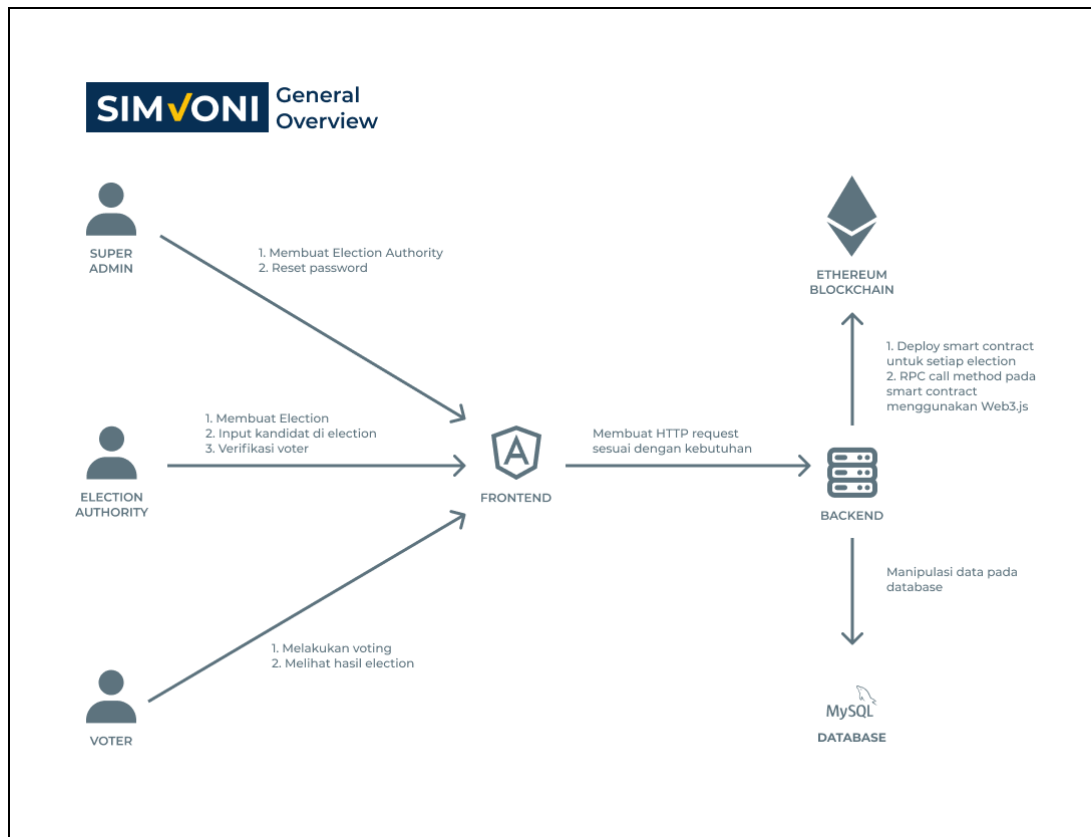 SIMVONI General
Overview
SUPER
ADMIN
1. Membuat Election Authority
2. Reset password
ETHEREUM
BLOCKCHAIN
1. Deploy smart contract
untuk setiap election
2. RPC call method pada
smart contract
menggunakan Web3.js
1. Membuat Election
2. Input kandidat di election
3. Verifikasi voter
ELECTION
AUTHORITY
FRONTEND
Membuat HTTP request
sesuai dengan kebutuhan
BACKEND
Manipulasi data pada
database
1. Melakukan voting
2. Melihat hasil election
VOTER
MySQL
DATABASE